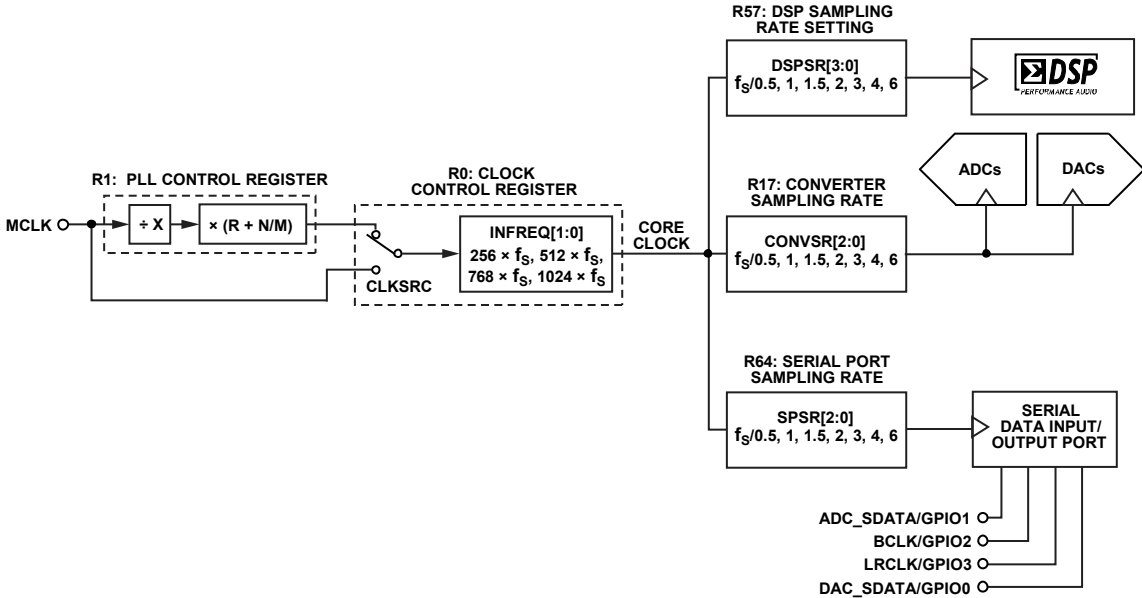 R57: DSP SAMPLING
RATE SETTING
DSPSR[3:0]
fS/0.5, 1, 1.5, 2, 3, 4, 6
DSP
PERFORMANCE AUDIO
R1: PLL CONTROL REGISTER
MCLK
÷ X
× (R + N/M)
R0: CLOCK
CONTROL REGISTER
CLKSRC
INFREQ[1:0]
256 × fS, 512 × fS,
768 × fS, 1024 × fS
CORE
CLOCK
R17: CONVERTER
SAMPLING RATE
CONVSR[2:0]
fS/0.5, 1, 1.5, 2, 3, 4, 6
ADCs
DACs
R64: SERIAL PORT
SAMPLING RATE
SPSR[2:0]
fS/0.5, 1, 1.5, 2, 3, 4, 6
SERIAL
DATA INPUT/
OUTPUT PORT
ADC_SDATA/GPIO1
BCLK/GPIO2
LRCLK/GPIO3
DAC_SDATA/GPIO0